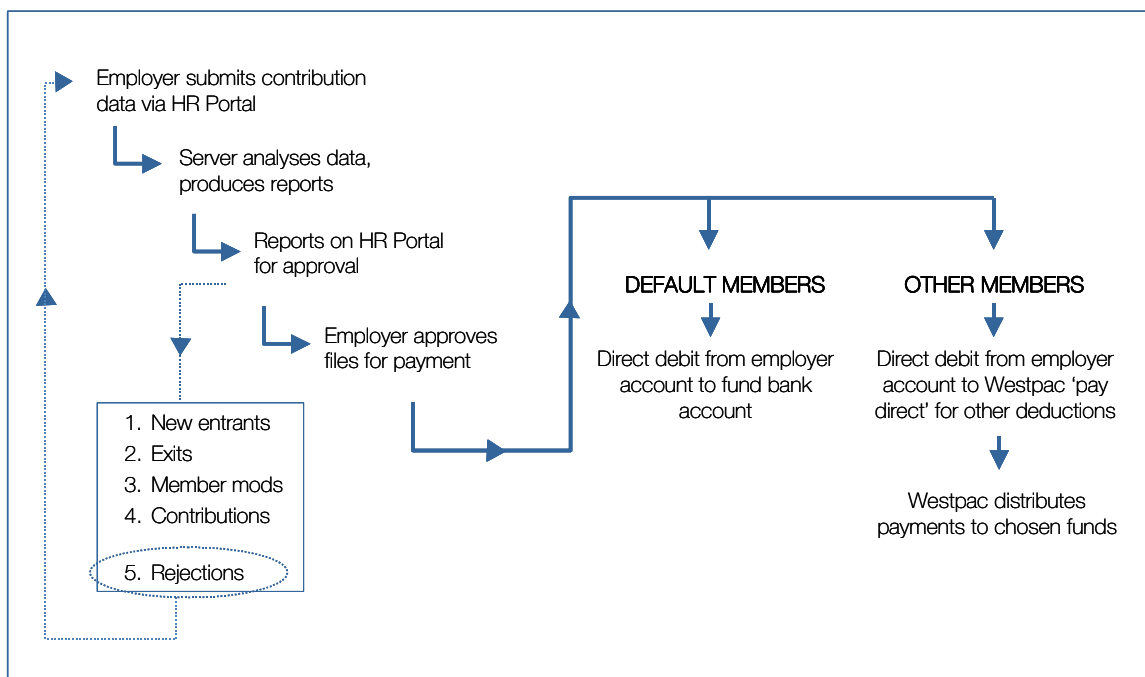 Employer submits contribution
data via HR Portal
Server analyses data,
produces reports
Reports on HR Portal
for approval
Employer approves
files for payment
1. New entrants
2. Exits
3. Member mods
4. Contributions
5. Rejections
DEFAULT MEMBERS
Direct debit from employer
account to fund bank
account
OTHER MEMBERS
Direct debit from employer
account to Westpac ‘pay
direct’ for other deductions
Westpac distributes
payments to chosen funds